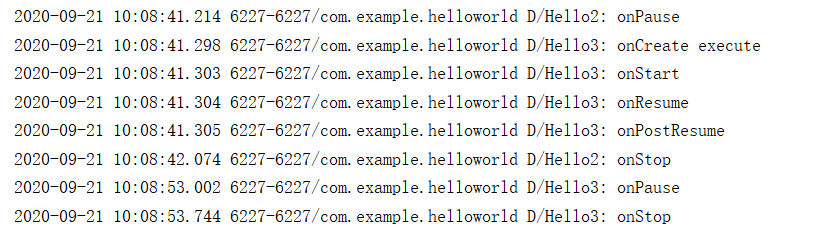 2020-09-21 10:08:41.214 6227-6227/com.example.helloworld D/Hello2: onPause
2020-09-21 10:08:41.298 6227-6227/com.example.helloworld D/Hello3: onCreate execute
2020-09-21 10:08:41.303 6227-6227/com.example.helloworld D/Hello3: onStart
2020-09-21 10:08:41.304 6227-6227/com.example.helloworld D/Hello3: onResume
2020-09-21 10:08:41.305 6227-6227/com.example.helloworld D/Hello3: onPostResume
2020-09-21 10:08:42.074 6227-6227/com.example.helloworld D/Hello2: onStop
2020-09-21 10:08:53.002 6227-6227/com.example.helloworld D/Hello3: onPause
2020-09-21 10:08:53.744 6227-6227/com.example.helloworld D/Hello3: onStop